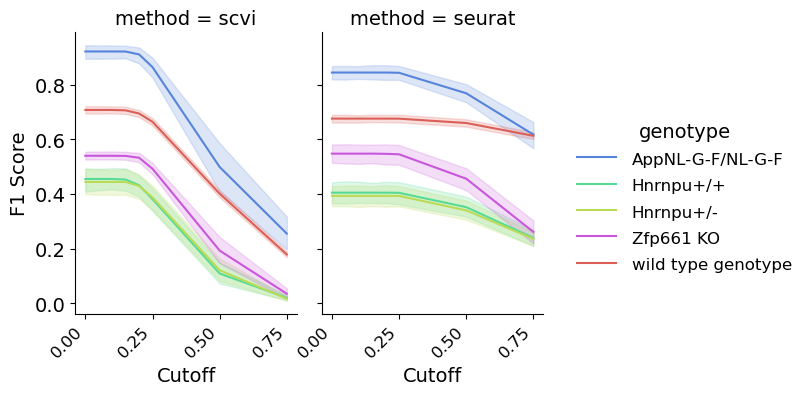 method = scvi
method = seurat
F1 Score
0.8
0.6
0.4
0.2
0.0
0.00
0.25
0.50
0.75
Cutoff
0.00
0.25
0.50
0.75
Cutoff
genotype
AppNL-G-F/NL-G-F
Hnrnpu+/+
Hnrnpu+/-
Zfp661 KO
wild type genotype